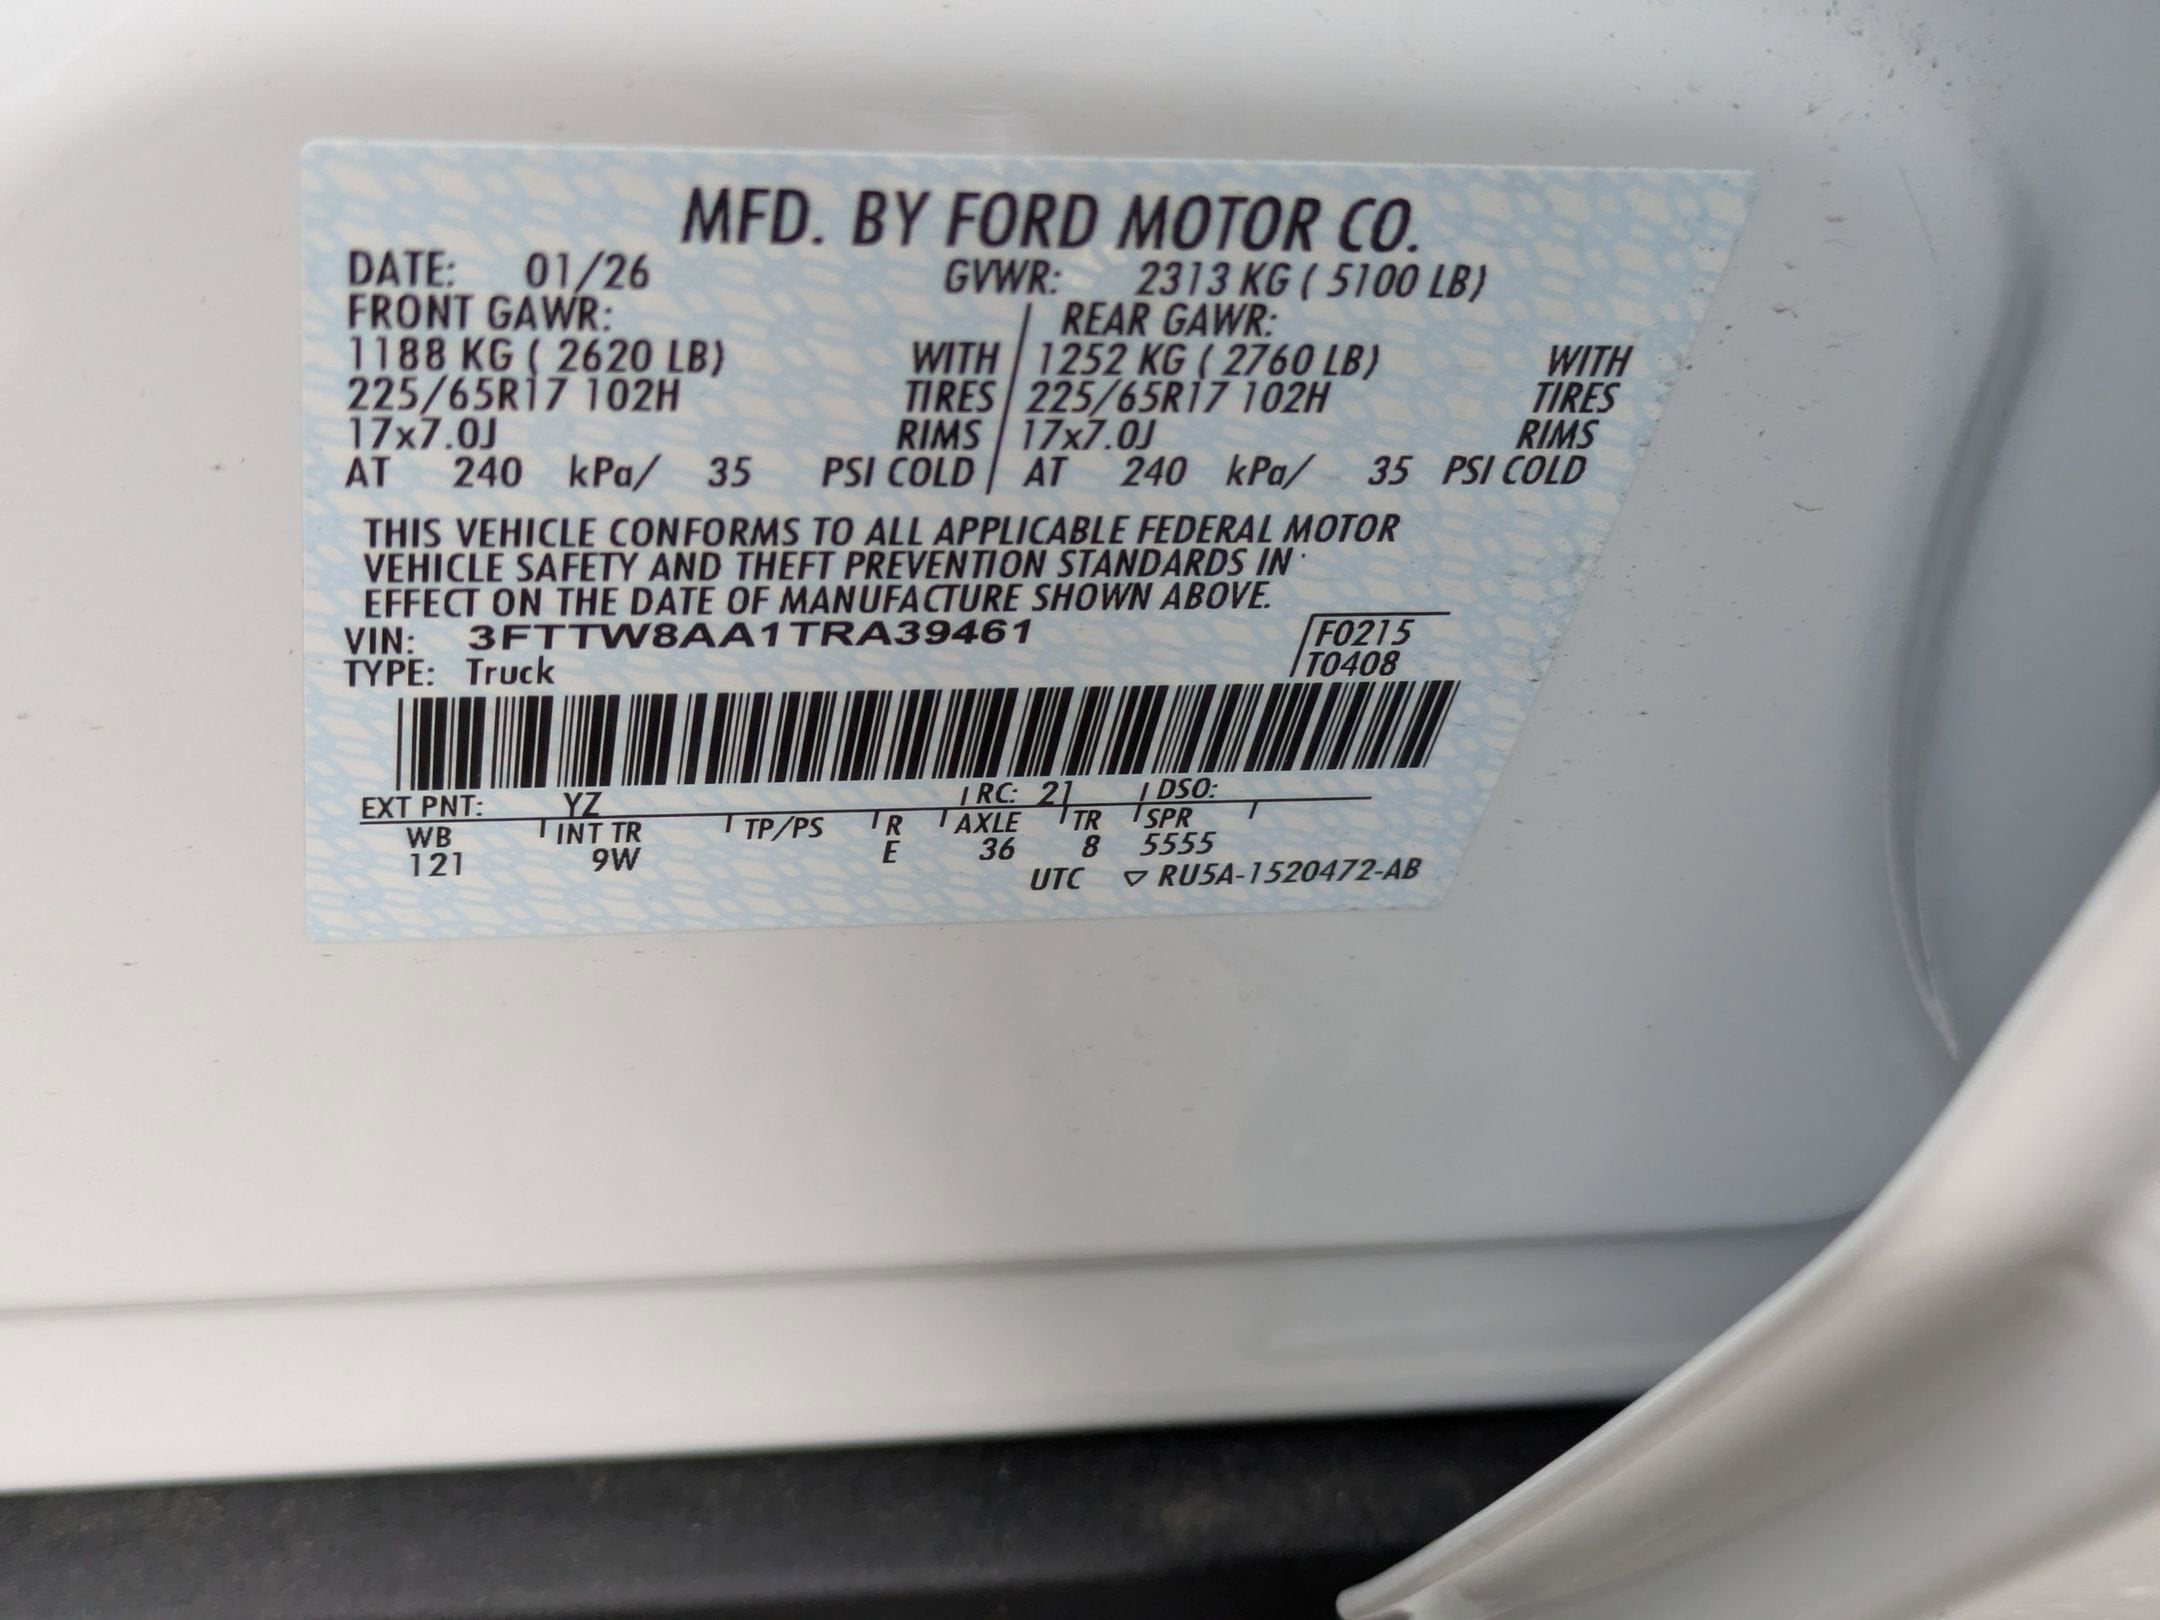 MFD. BY FORD MOTOR CO.
DATE: 01/26 GVWR: 2313 KG ( 5100 LB)
FRONT GAWR: REAR GAWR:
1188 KG ( 2620 LB) WITH 1252 KG ( 2760 LB) WITH
225/65R17 102H TIRES 225/65R17 102H TIRES
17x7.0J RIMS 17x7.0J RIMS
AT 240 kPa/ 35 PSI COLD AT 240 kPa/ 35 PSI COLD
THIS VEHICLE CONFORMS TO ALL APPLICABLE FEDERAL MOTOR
VEHICLE SAFETY AND THEFT PREVENTION STANDARDS IN
EFFECT ON THE DATE OF MANUFACTURE SHOWN ABOVE.
VIN: 3FTTW8AA1TRA39461 F0215
TYPE: Truck T0408
EXT PNT: YZ RC: 21 DSO:
WB INT TR TP/PS R AXLE TR SPR
121 9W E 36 8 5555
UTC ▽ RU5A-1520472-AB